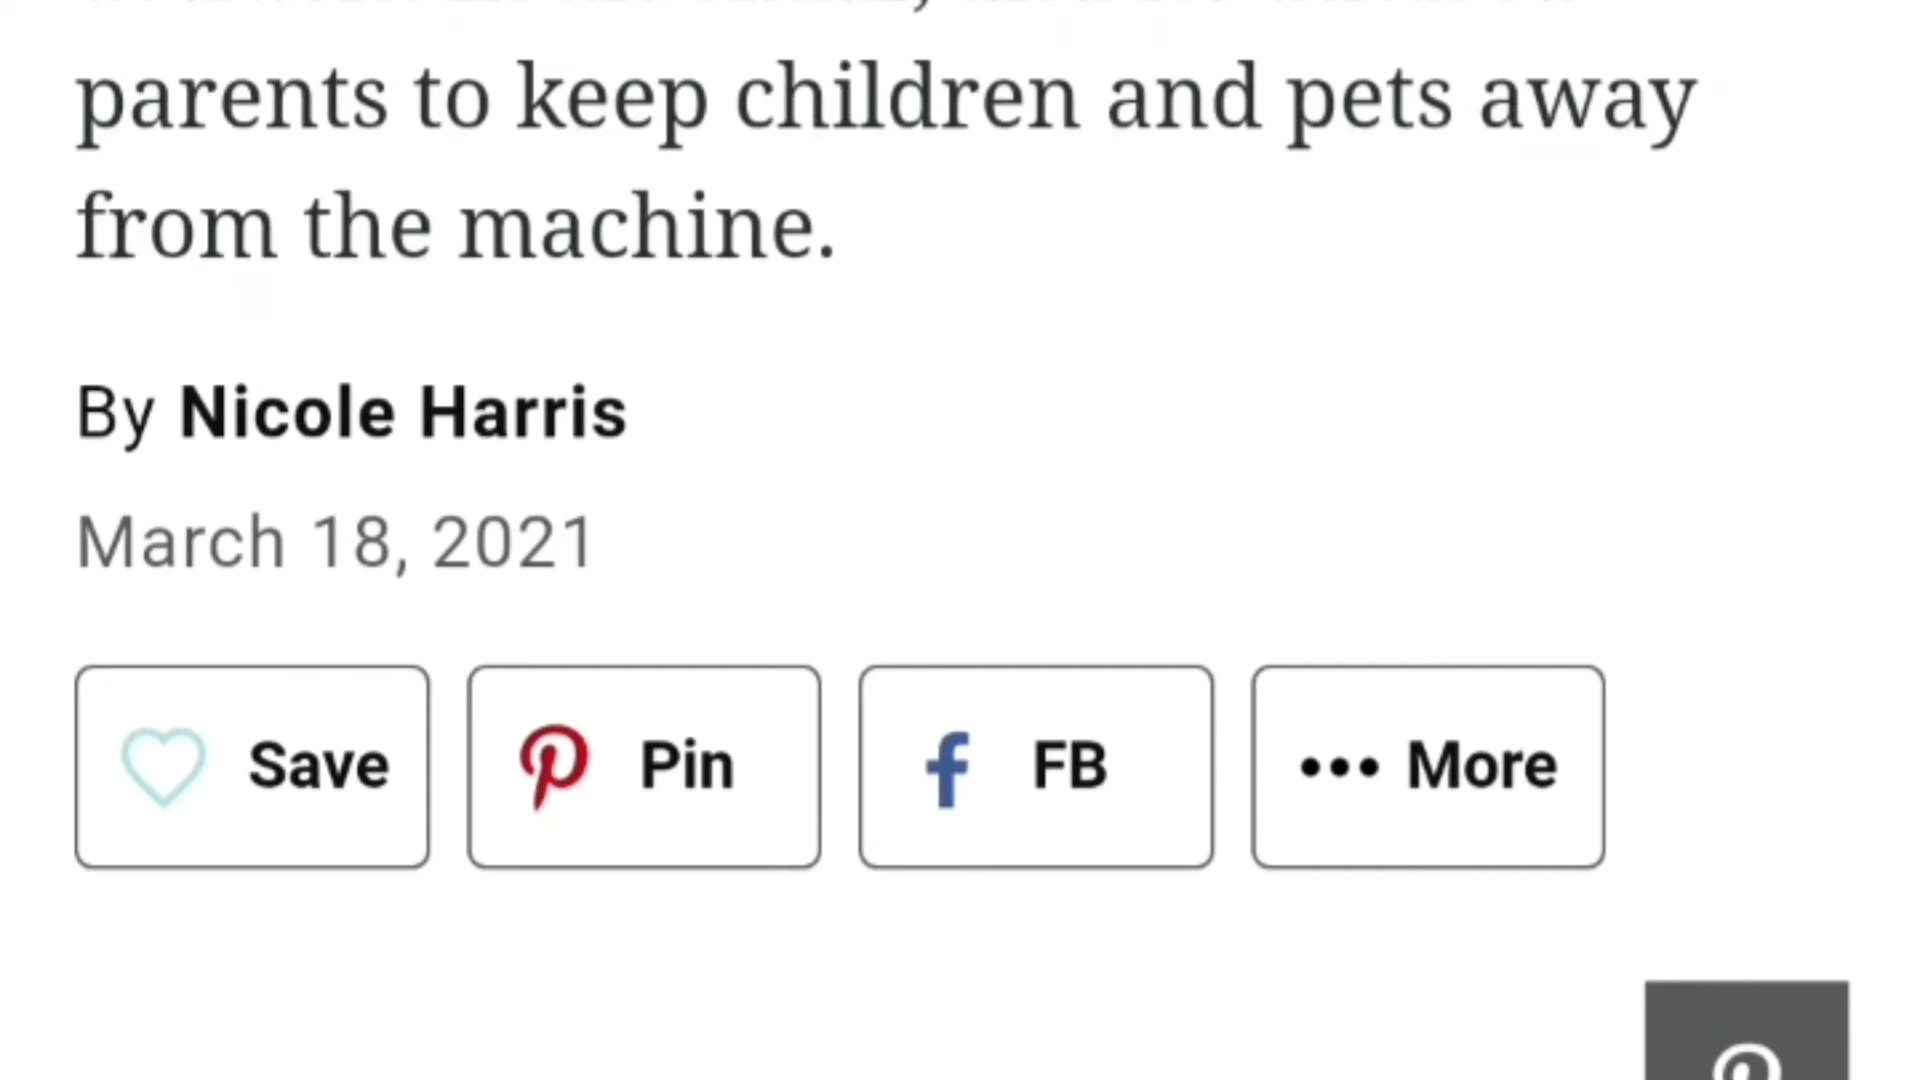 parents to keep children and pets away
from the machine.
By Nicole Harris
March 18, 2021
Save
Pin
FB
More